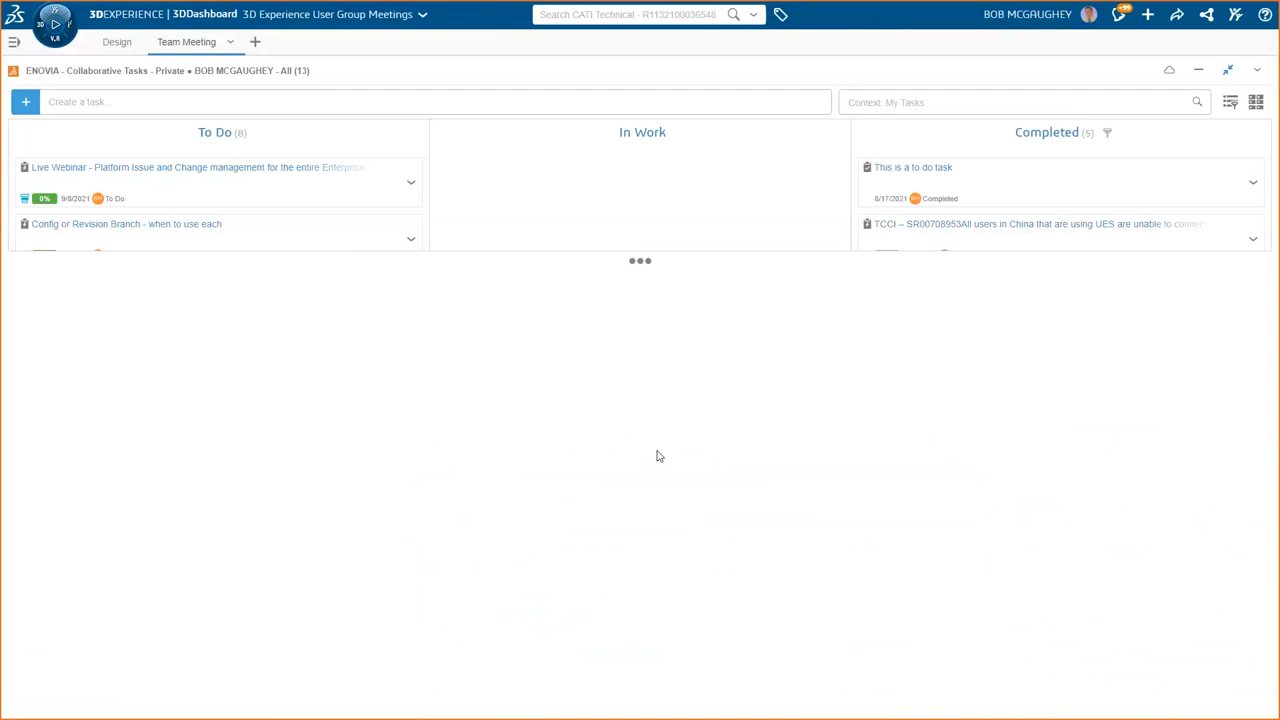 3DEXPERIENCE | 3DDashboard 3D Experience User Group Meetings
Search CATI Technical - R1132100036548
BOB MCGAUGHEY
+99
3D
V.R
Design
Team Meeting
ENOVIA - Collaborative Tasks - Private ● BOB MCGAUGHEY - All (13)
Create a task...
Context: My Tasks
To Do (8)
In Work
Completed (5)
Live Webinar - Platform Issue and Change management for the entire Enterprise
0% 9/8/2021 To Do
Config or Revision Branch - when to use each
This is a to do task
8/17/2021 Completed
TCCI – SR00708953All users in China that are using UES are unable to connec